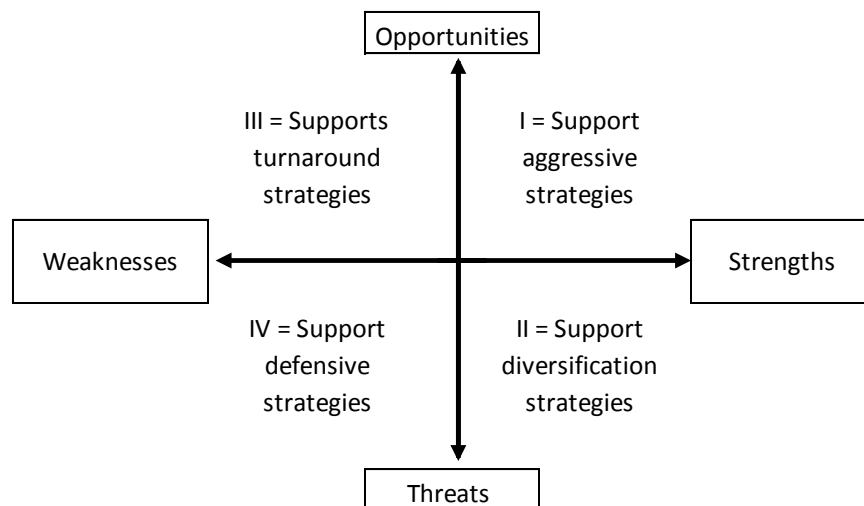 Opportunities
III = Supports
turnaround
strategies
I = Support
aggressive
strategies
Weaknesses
Strengths
IV = Support
defensive
strategies
II = Support
diversification
strategies
Threats